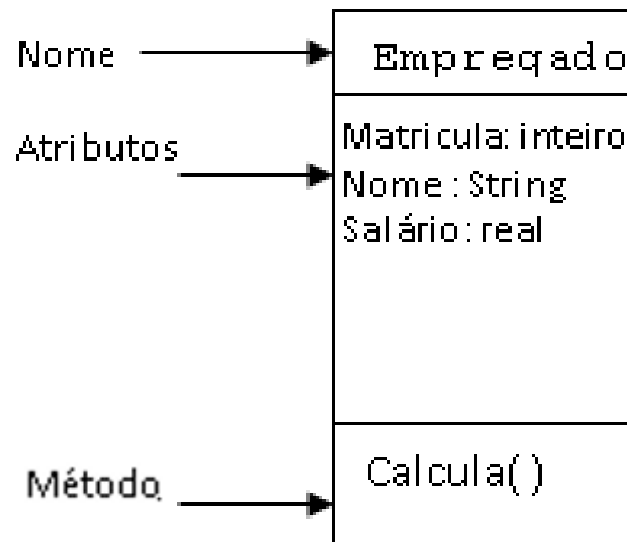 Nome
Empregado
Atributos
Matricula: inteiro
Nome : String
Salário : real
Método
Calcula( )